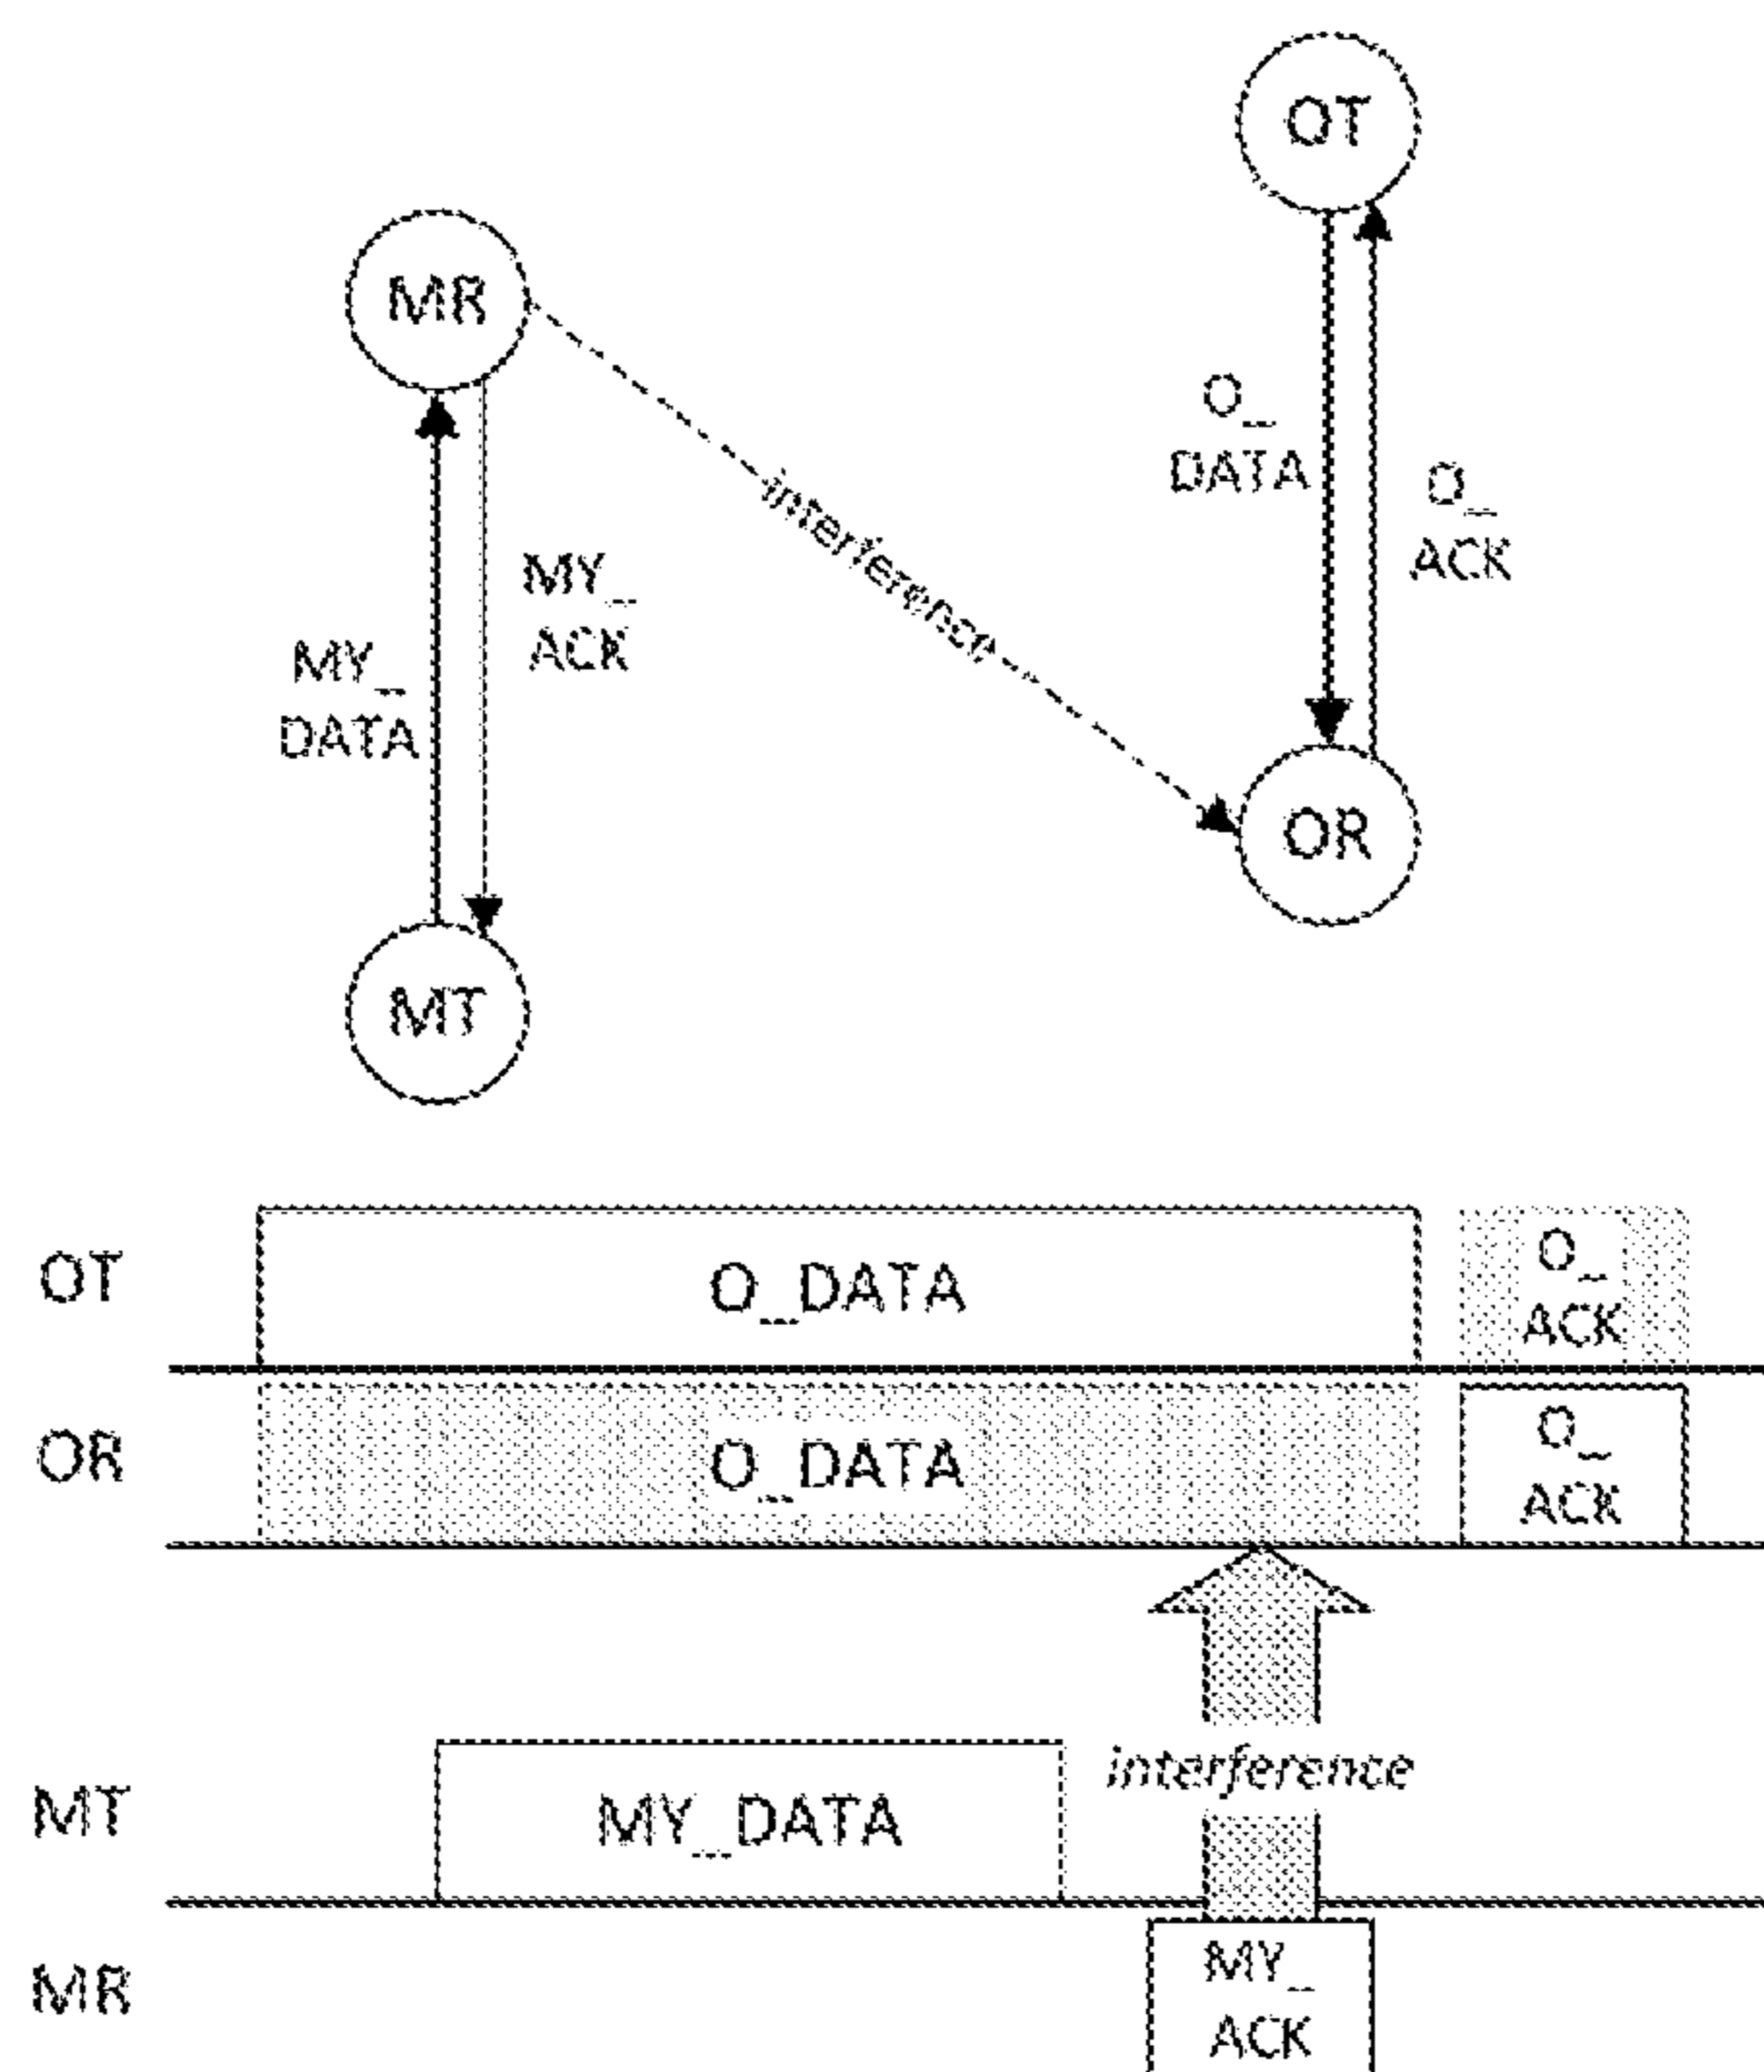 OT
MR
O_
DATA
O_
ACK
MY_
ACK
interference
MY_
DATA
OR
MT
OT
O_DATA
O_
ACK
OR
O_DATA
O_
ACK
MT
MY_DATA
interference
MR
MY_
ACK